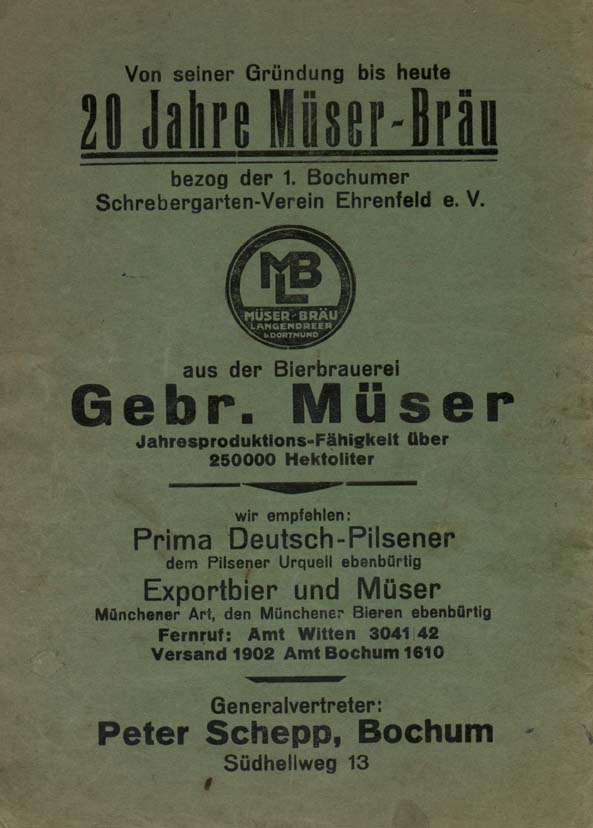 Von seiner Gründung bis heute
20 Jahre Müser-Bräu
bezog der 1. Bochumer
Schrebergarten-Verein Ehrenfeld e. V.
MLB
MÜSER-BRÄU
LANGENDREER
b.DORTMUND
aus der Bierbrauerei
Gebr. Müser
Jahresproduktions-Fähigkeit über
250000 Hektoliter
wir empfehlen:
Prima Deutsch-Pilsener
dem Pilsener Urquell ebenbürtig
Exportbier und Müser
Münchener Art, den Münchener Bieren ebenbürtig
Fernruf: Amt Witten 3041 42
Versand 1902 Amt Bochum 1610
Generalvertreter:
Peter Schepp, Bochum
Südhellweg 13